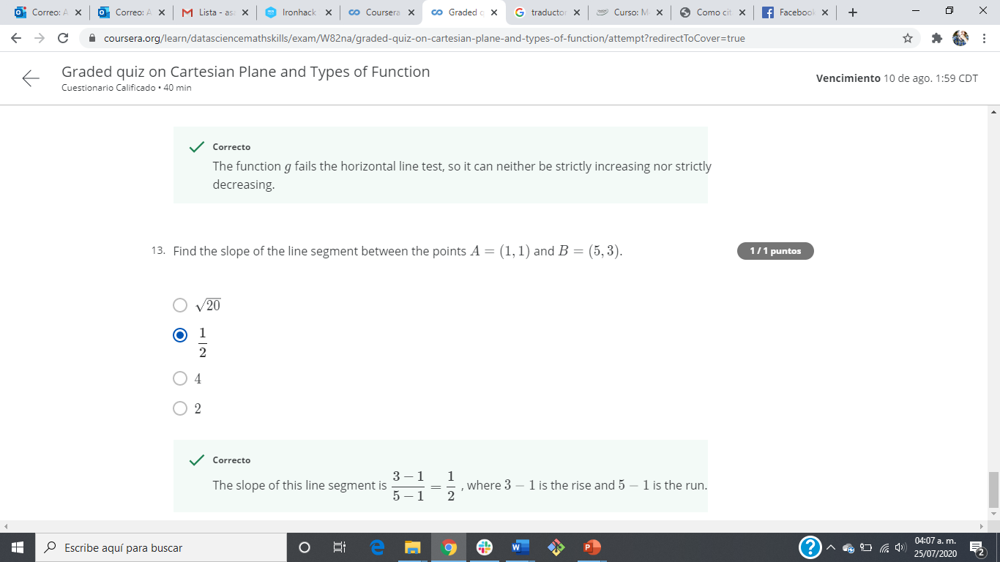 Correo: A
Correo: A
Lista - as
Ironhack
Coursera
Graded q
traductor
Curso: M
Como cit
Facebook
coursera.org/learn/datasciencemathskills/exam/W82na/graded-quiz-on-cartesian-plane-and-types-of-function/attempt?redirectToCover=true
Graded quiz on Cartesian Plane and Types of Function
Cuestionario Calificado • 40 min
Vencimiento 10 de ago. 1:59 CDT
Correcto
The function g fails the horizontal line test, so it can neither be strictly increasing nor strictly
decreasing.
13. Find the slope of the line segment between the points A = (1, 1) and B = (5, 3).
1 / 1 puntos
√20
1/2
4
2
Correcto
The slope of this line segment is (3 − 1)/(5 − 1) = 1/2 , where 3 − 1 is the rise and 5 − 1 is the run.
Escribe aquí para buscar
04:07 a. m.
25/07/2020
2